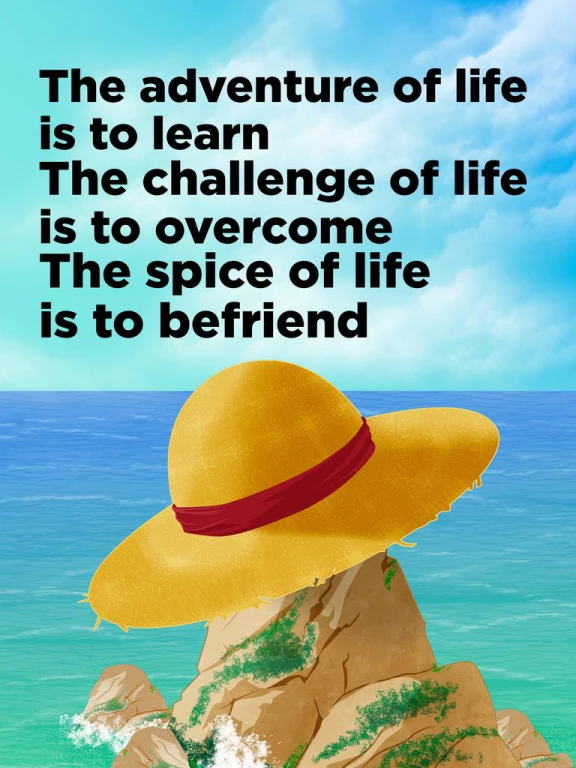 The adventure of life
is to learn
The challenge of life
is to overcome
The spice of life
is to befriend